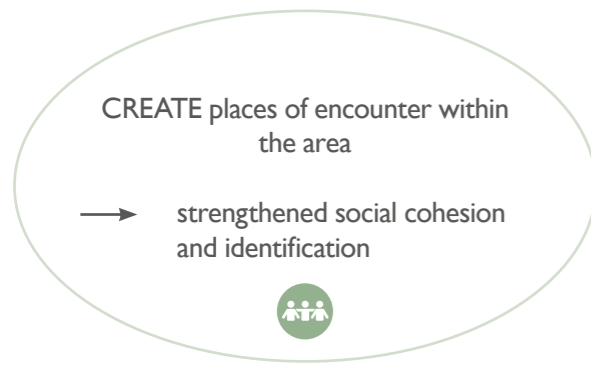 CREATE places of encounter within
the area
strengthened social cohesion
and identification